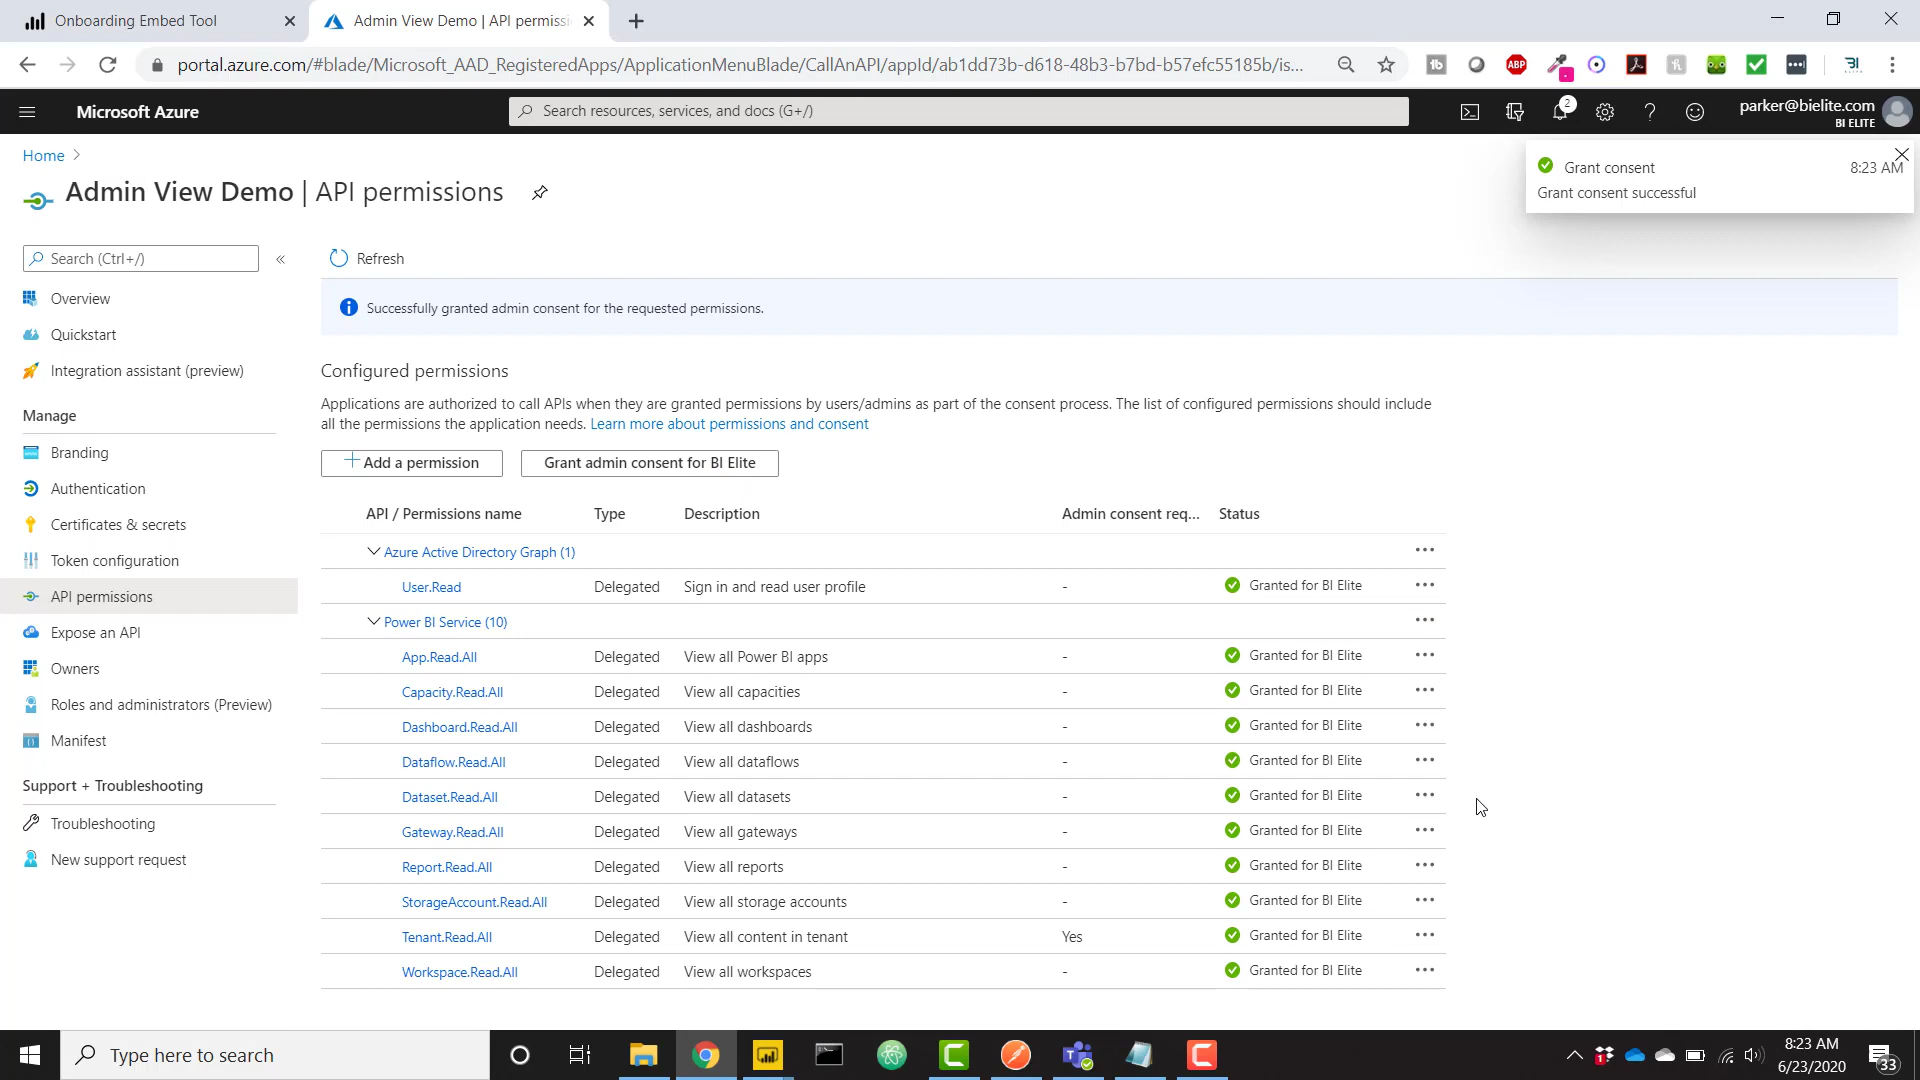 Onboarding Embed Tool
Admin View Demo | API permissi
portal.azure.com/#blade/Microsoft_AAD_RegisteredApps/ApplicationMenuBlade/CallAnAPI/appId/ab1dd73b-d618-48b3-b7bd-b57efc55185b/is...
ABP
Microsoft Azure
Search resources, services, and docs (G+/)
2
parker@bielite.com
BI ELITE
Home
Admin View Demo | API permissions
Grant consent
8:23 AM
Grant consent successful
Search (Ctrl+/)
«
Refresh
Overview
Quickstart
Integration assistant (preview)
Manage
Branding
Authentication
Certificates & secrets
Token configuration
API permissions
Expose an API
Owners
Roles and administrators (Preview)
Manifest
Support + Troubleshooting
Troubleshooting
New support request
Successfully granted admin consent for the requested permissions.
Configured permissions
Applications are authorized to call APIs when they are granted permissions by users/admins as part of the consent process. The list of configured permissions should include
all the permissions the application needs. Learn more about permissions and consent
Add a permission
Grant admin consent for BI Elite
API / Permissions name Type Description Admin consent req... Status
Azure Active Directory Graph (1)
User.Read Delegated Sign in and read user profile - Granted for BI Elite
Power BI Service (10)
App.Read.All Delegated View all Power BI apps - Granted for BI Elite
Capacity.Read.All Delegated View all capacities - Granted for BI Elite
Dashboard.Read.All Delegated View all dashboards - Granted for BI Elite
Dataflow.Read.All Delegated View all dataflows - Granted for BI Elite
Dataset.Read.All Delegated View all datasets - Granted for BI Elite
Gateway.Read.All Delegated View all gateways - Granted for BI Elite
Report.Read.All Delegated View all reports - Granted for BI Elite
StorageAccount.Read.All Delegated View all storage accounts - Granted for BI Elite
Tenant.Read.All Delegated View all content in tenant Yes Granted for BI Elite
Workspace.Read.All Delegated View all workspaces - Granted for BI Elite
Type here to search
8:23 AM
6/23/2020
33